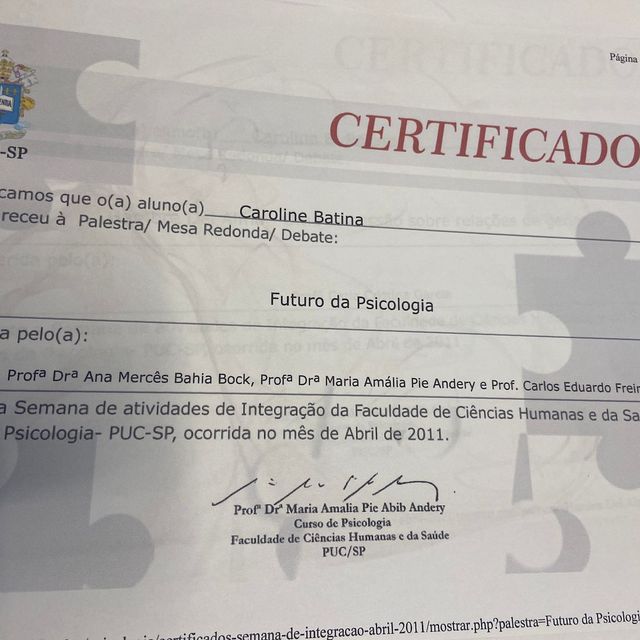 Página
CERTIFICADO
-SP
camos que o(a) aluno(a) Caroline Batina
receu à Palestra/ Mesa Redonda/ Debate:
Futuro da Psicologia
a pelo(a):
Profª Drª Ana Mercês Bahia Bock, Profª Drª Maria Amália Pie Andery e Prof. Carlos Eduardo Frei
a Semana de atividades de Integração da Faculdade de Ciências Humanas e da Sa
Psicologia- PUC-SP, ocorrida no mês de Abril de 2011.
Profª Drª Maria Amalia Pie Abib Andery
Curso de Psicologia
Faculdade de Ciências Humanas e da Saúde
PUC/SP
/certificados-semana-de-integracao-abril-2011/mostrar.php?palestra=Futuro da Psicologi